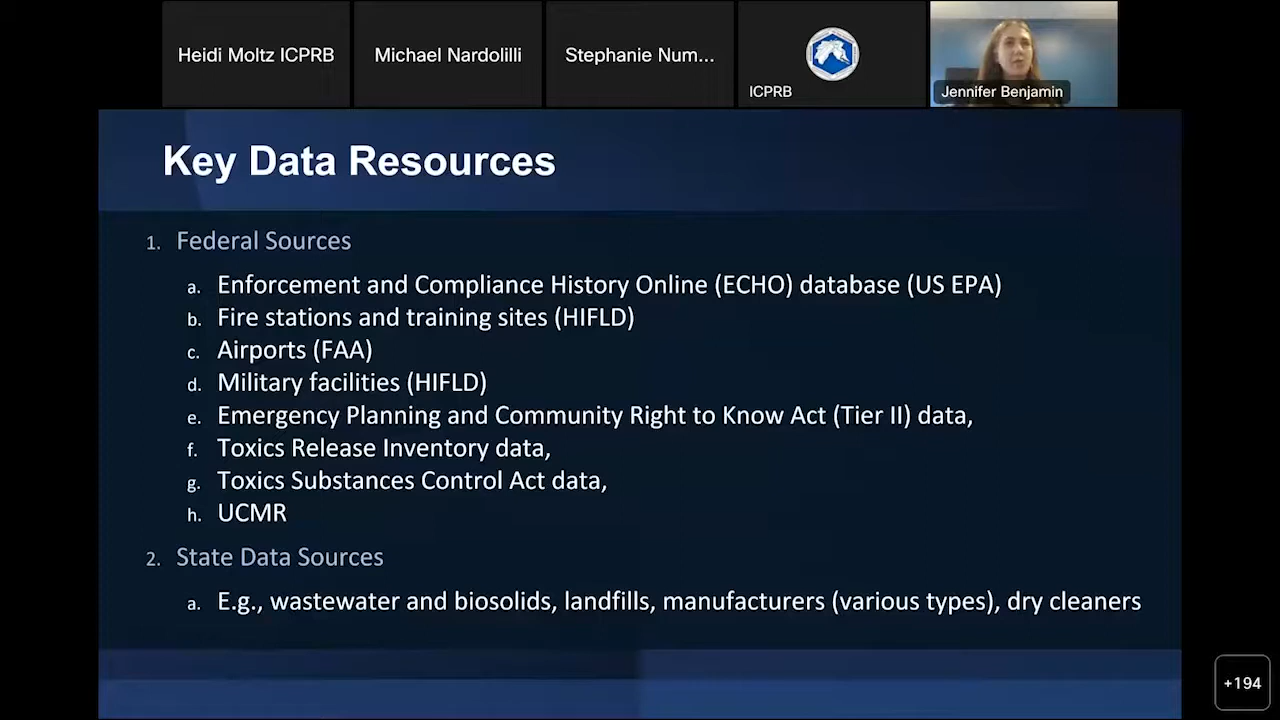 Heidi Moltz ICPRB
Michael Nardolilli
Stephanie Num...
ICPRB
Jennifer Benjamin
Key Data Resources
1. Federal Sources
a. Enforcement and Compliance History Online (ECHO) database (US EPA)
b. Fire stations and training sites (HIFLD)
c. Airports (FAA)
d. Military facilities (HIFLD)
e. Emergency Planning and Community Right to Know Act (Tier II) data,
f. Toxics Release Inventory data,
g. Toxics Substances Control Act data,
h. UCMR
2. State Data Sources
a. E.g., wastewater and biosolids, landfills, manufacturers (various types), dry cleaners
+194